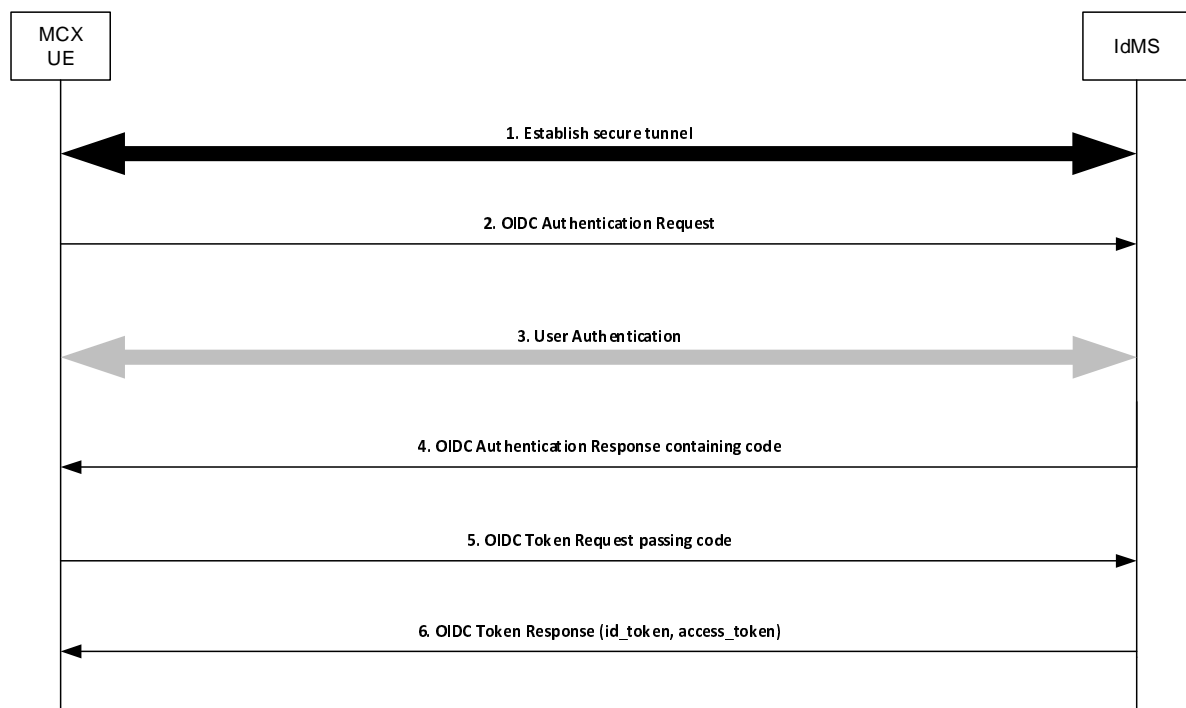 MCX
UE
IdMS
1. Establish secure tunnel
2. OIDC Authentication Request
3. User Authentication
4. OIDC Authentication Response containing code
5. OIDC Token Request passing code
6. OIDC Token Response (id_token, access_token)